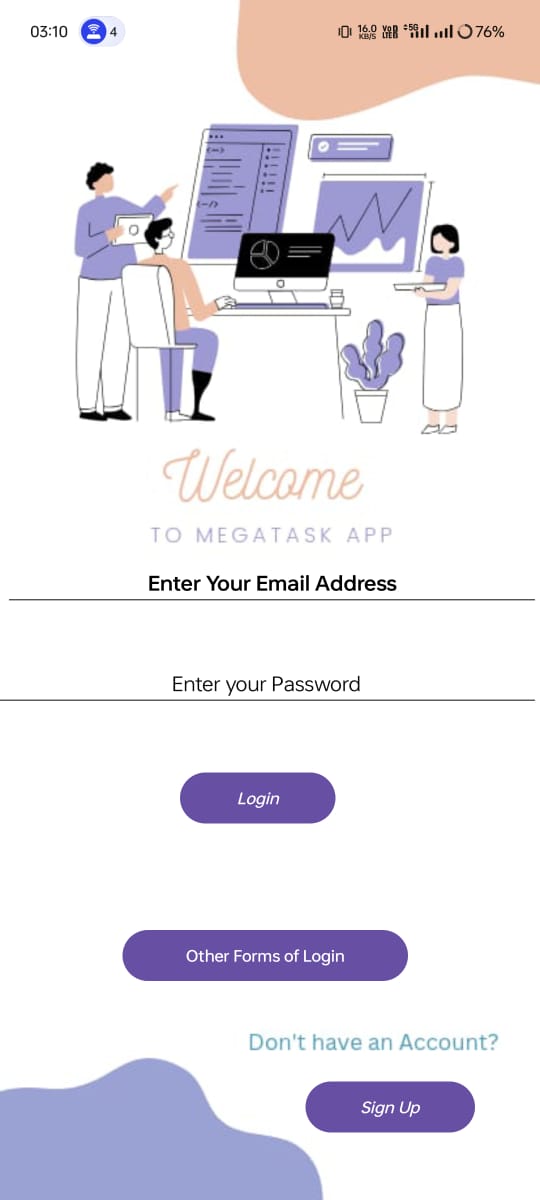 03:10 4 16.0 KB/S Vo LTE 5G 76%
Welcome
TO MEGATASK APP
Enter Your Email Address
Enter your Password
Login
Other Forms of Login
Don't have an Account?
Sign Up